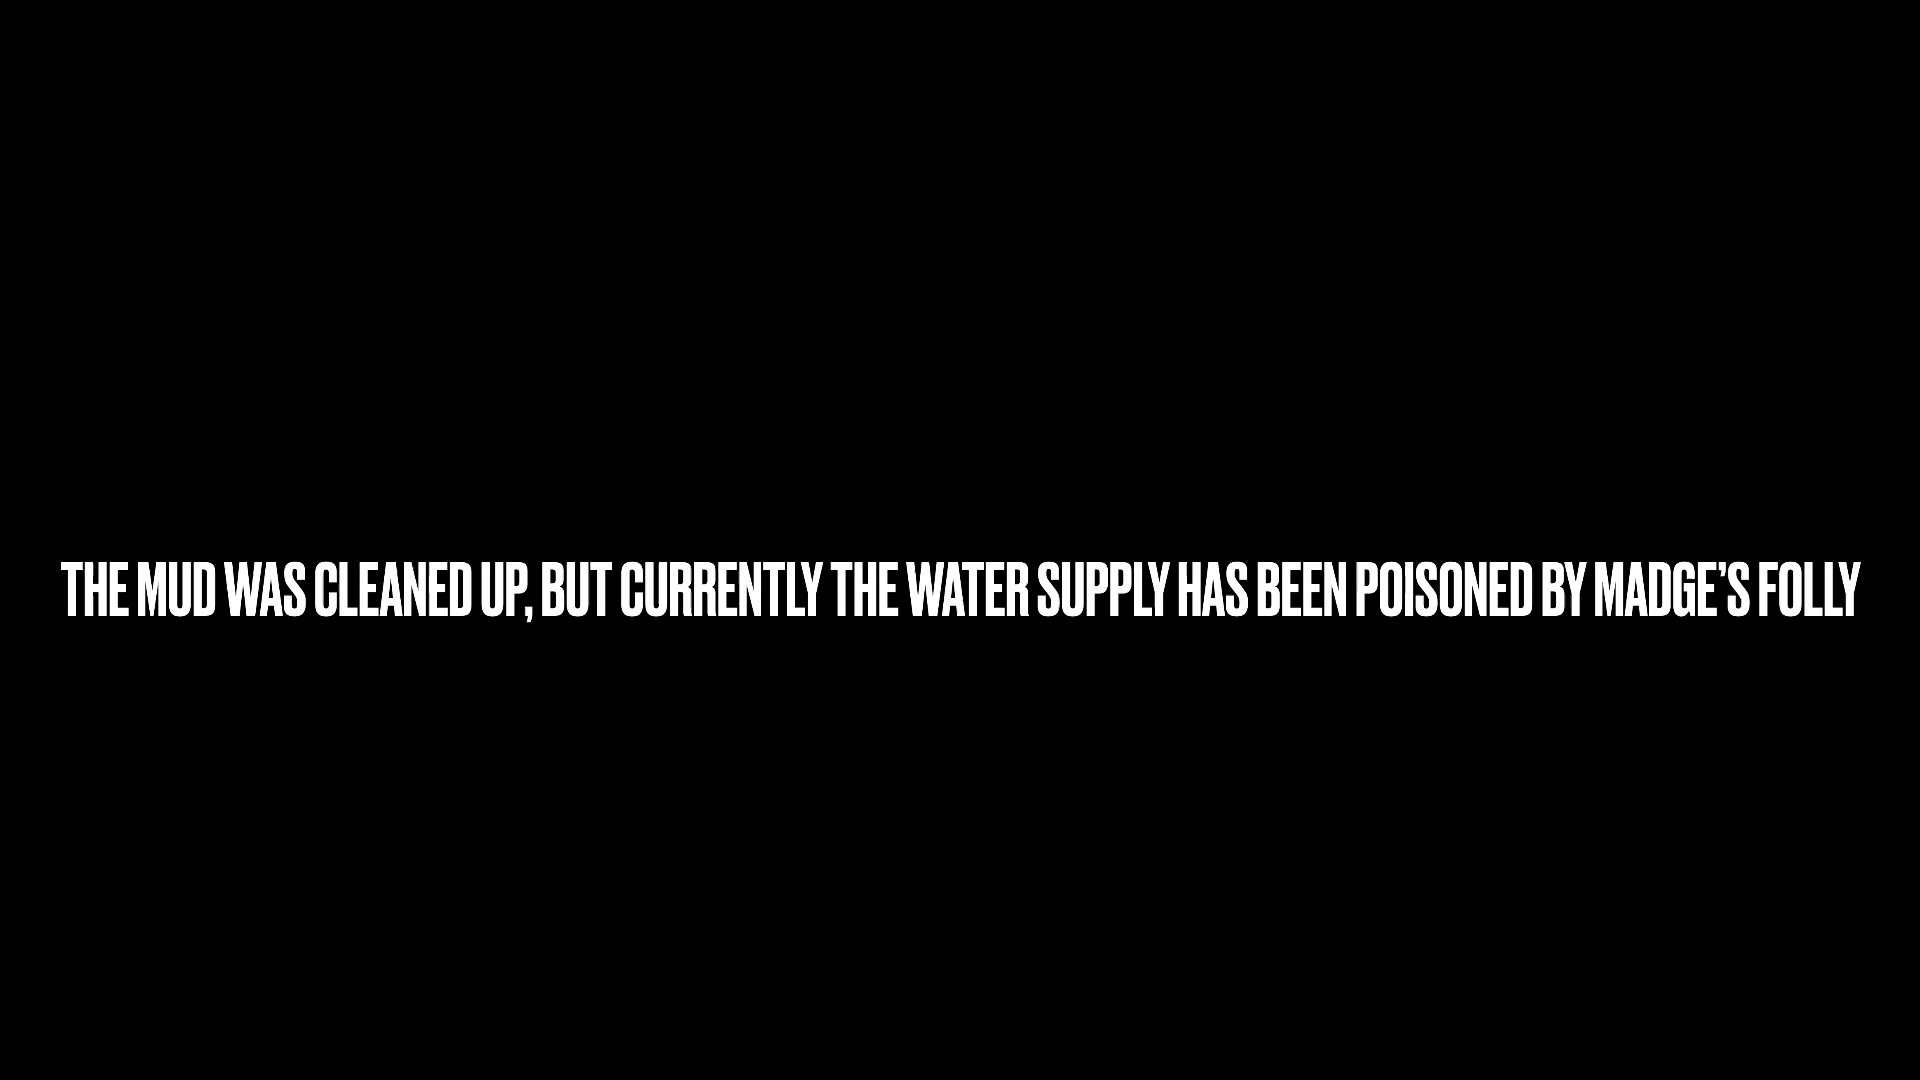 THE MUD WAS CLEANED UP, BUT CURRENTLY THE WATER SUPPLY HAS BEEN POISONED BY MADGE’S FOLLY